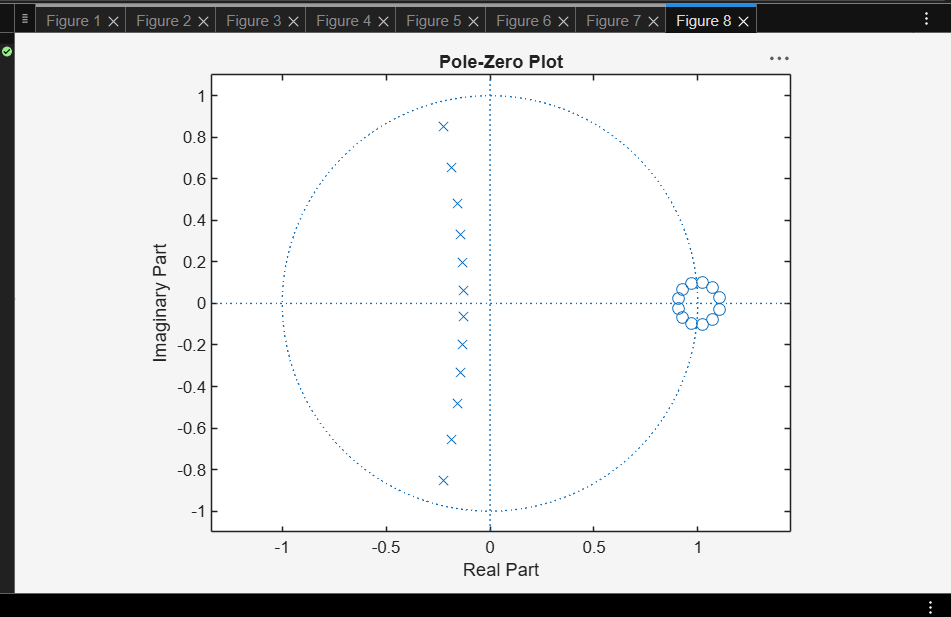 Figure 1 Figure 2 Figure 3 Figure 4 Figure 5 Figure 6 Figure 7 Figure 8
Pole-Zero Plot
1
0.8
0.6
0.4
0.2
0
-0.2
-0.4
-0.6
-0.8
-1
Imaginary Part
-1 -0.5 0 0.5 1
Real Part